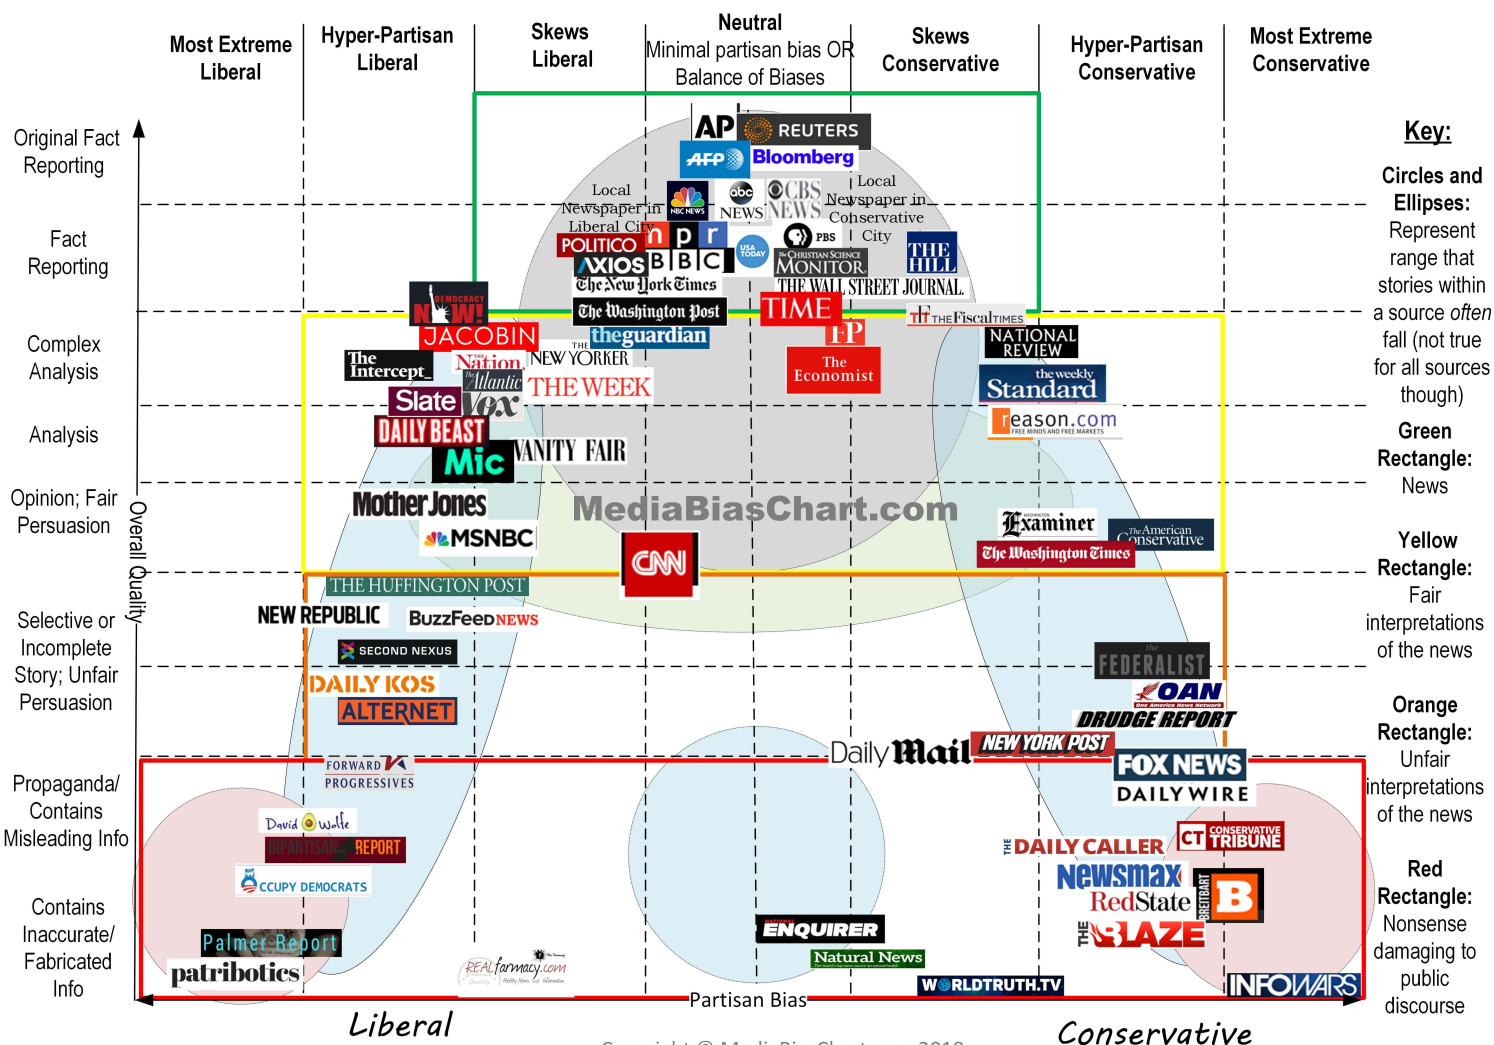 Most Extreme
Liberal
Hyper-Partisan
Liberal
Skews
Liberal
Neutral
Minimal partisan bias OR
Balance of Biases
Skews
Conservative
Hyper-Partisan
Conservative
Most Extreme
Conservative
Original Fact
Reporting
Fact
Reporting
Complex
Analysis
Analysis
Opinion; Fair
Persuasion
Selective or
Incomplete
Story; Unfair
Persuasion
Propaganda/
Contains
Misleading Info
Contains
Inaccurate/
Fabricated
Info
Overall Quality
AP
REUTERS
AFP
Bloomberg
NBC NEWS
abc
NEWS
CBS
NEWS
Local
Newspaper in
Liberal City
Local
Newspaper in
Conservative
City
POLITICO
npr
USA
TODAY
PBS
AXIOS
BBC
The CHRISTIAN SCIENCE
MONITOR
THE
HILL
The New York Times
THE WALL STREET JOURNAL.
The Washington Post
TIME
THE FISCAL TIMES
DEMOCRACY
NOW!
JACOBIN
theguardian
FP
NATIONAL
REVIEW
The
Intercept_
THE Nation.
THE
NEW YORKER
The
Economist
The Atlantic
THE WEEK
the weekly
Standard
Slate
Vox
reason.com
FREE MINDS AND FREE MARKETS
DAILY BEAST
VANITY FAIR
Mic
Mother Jones
MSNBC
MediaBiasChart.com
WASHINGTON
Examiner
The American
Conservative
The Washington Times
CNN
THE HUFFINGTON POST
NEW REPUBLIC
BUZZFEED NEWS
SECOND NEXUS
DAILY KOS
ALTERNET
the
FEDERALIST
OAN
One America News Network
DRUDGE REPORT
Daily Mail
NEW YORK POST
FOX NEWS
DAILY WIRE
FORWARD
PROGRESSIVES
David Wolfe
BIPARTISAN REPORT
OCCUPY DEMOCRATS
Palmer Report
patribotics
REALfarmacy.com
Healthy News and Information
NATIONAL
ENQUIRER
Natural News
WORLDTRUTH.TV
THE DAILY CALLER
CT CONSERVATIVE
TRIBUNE
Newsmax
RedState
BREITBART
B
THE BLAZE
INFOWARS
Partisan Bias
Liberal
Conservative
Key:
Circles and
Ellipses:
Represent
range that
stories within
a source often
fall (not true
for all sources
though)
Green
Rectangle:
News
Yellow
Rectangle:
Fair
interpretations
of the news
Orange
Rectangle:
Unfair
interpretations
of the news
Red
Rectangle:
Nonsense
damaging to
public
discourse